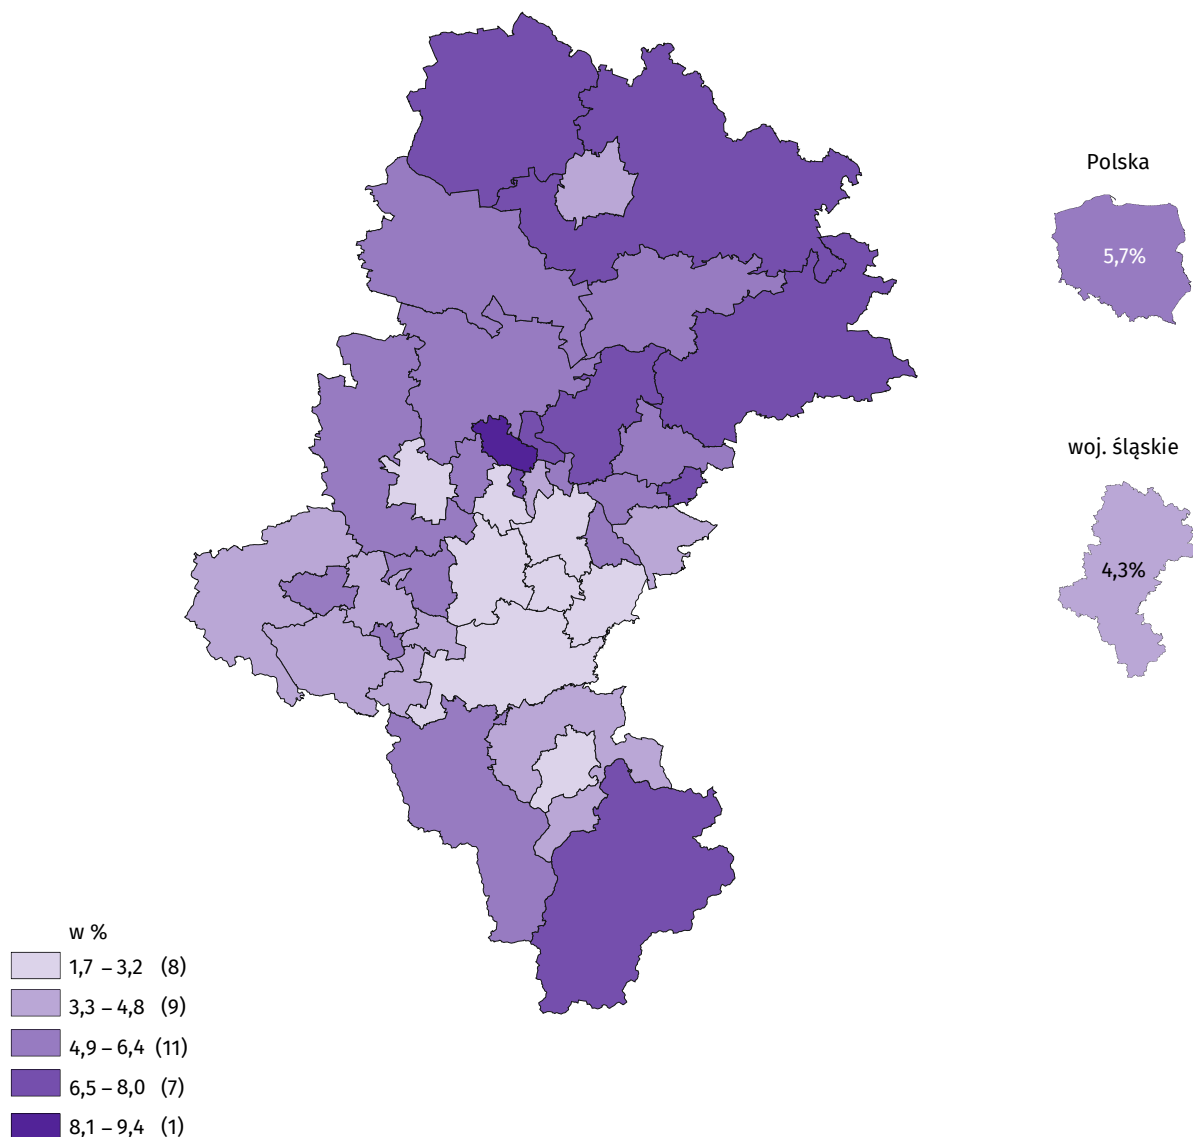 Polska
5,7%
woj. śląskie
4,3%
w %
1,7 – 3,2 (8)
3,3 – 4,8 (9)
4,9 – 6,4 (11)
6,5 – 8,0 (7)
8,1 – 9,4 (1)